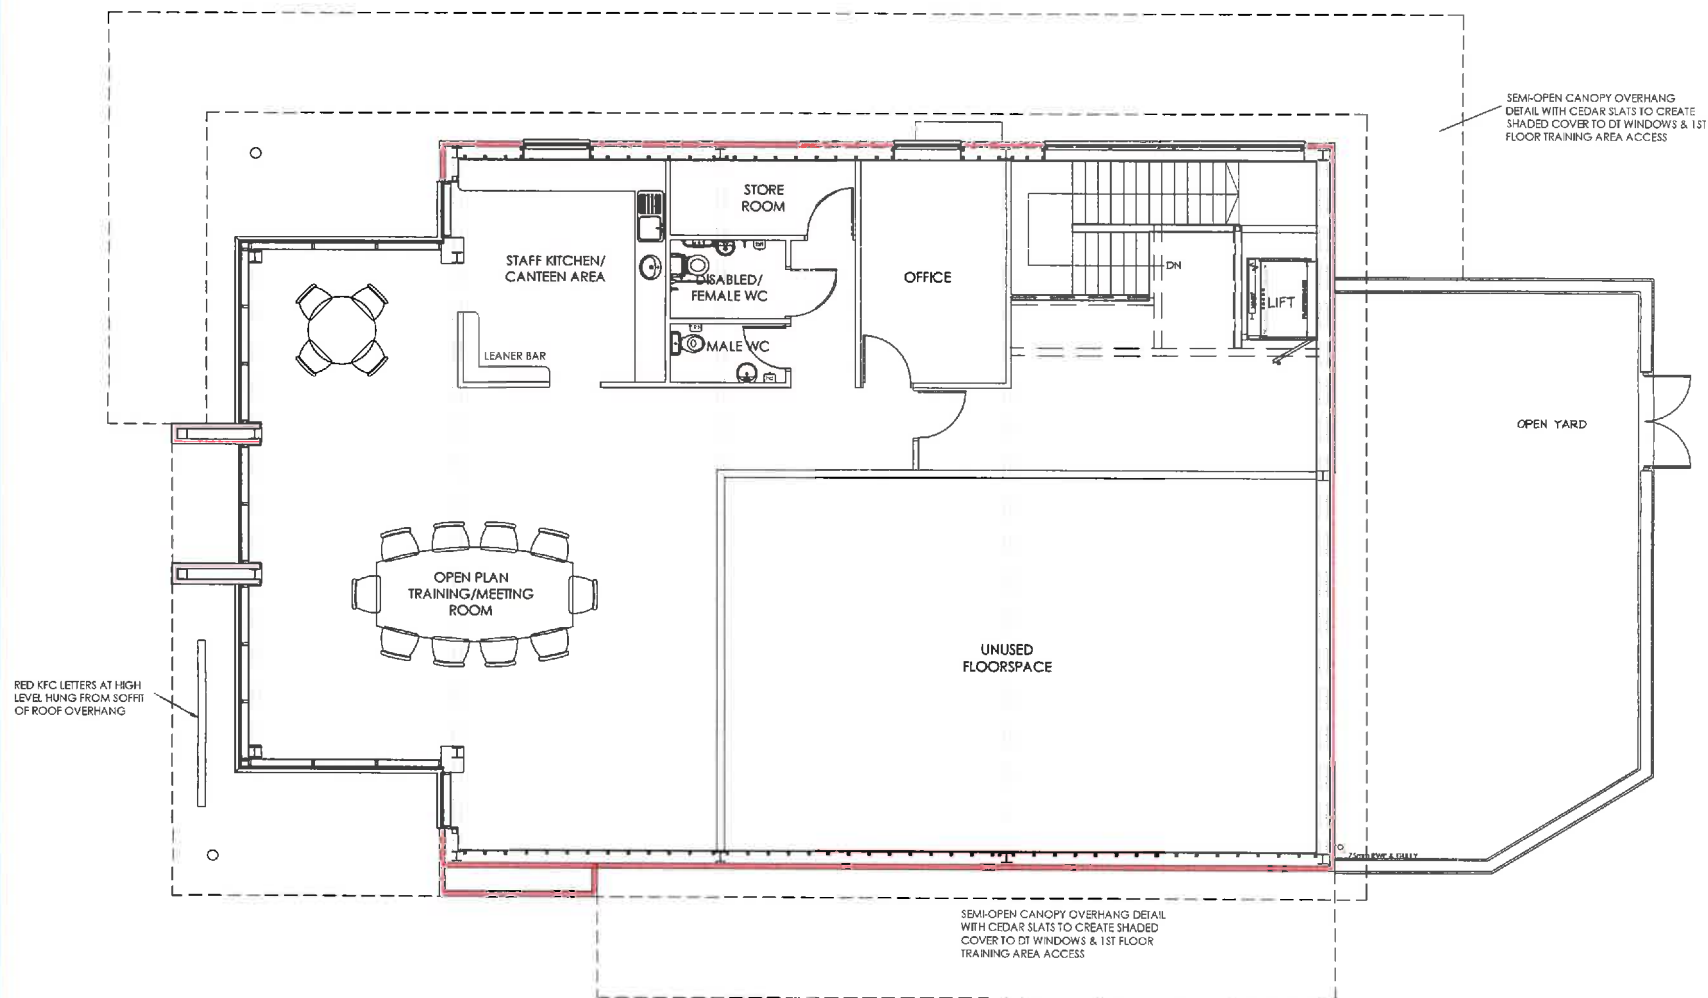 SEMI-OPEN CANOPY OVERHANG
DETAIL WITH CEDAR SLATS TO CREATE
SHADED COVER TO DT WINDOWS & 1ST
FLOOR TRAINING AREA ACCESS
STORE
ROOM
STAFF KITCHEN/
CANTEEN AREA
DISABLED/
FEMALE WC
OFFICE
DN
LIFT
MALE WC
LEANER BAR
OPEN YARD
OPEN PLAN
TRAINING/MEETING
ROOM
UNUSED
FLOORSPACE
RED KFC LETTERS AT HIGH
LEVEL HUNG FROM SOFFIT
OF ROOF OVERHANG
& GULLY
SEMI-OPEN CANOPY OVERHANG DETAIL
WITH CEDAR SLATS TO CREATE SHADED
COVER TO DT WINDOWS & 1ST FLOOR
TRAINING AREA ACCESS